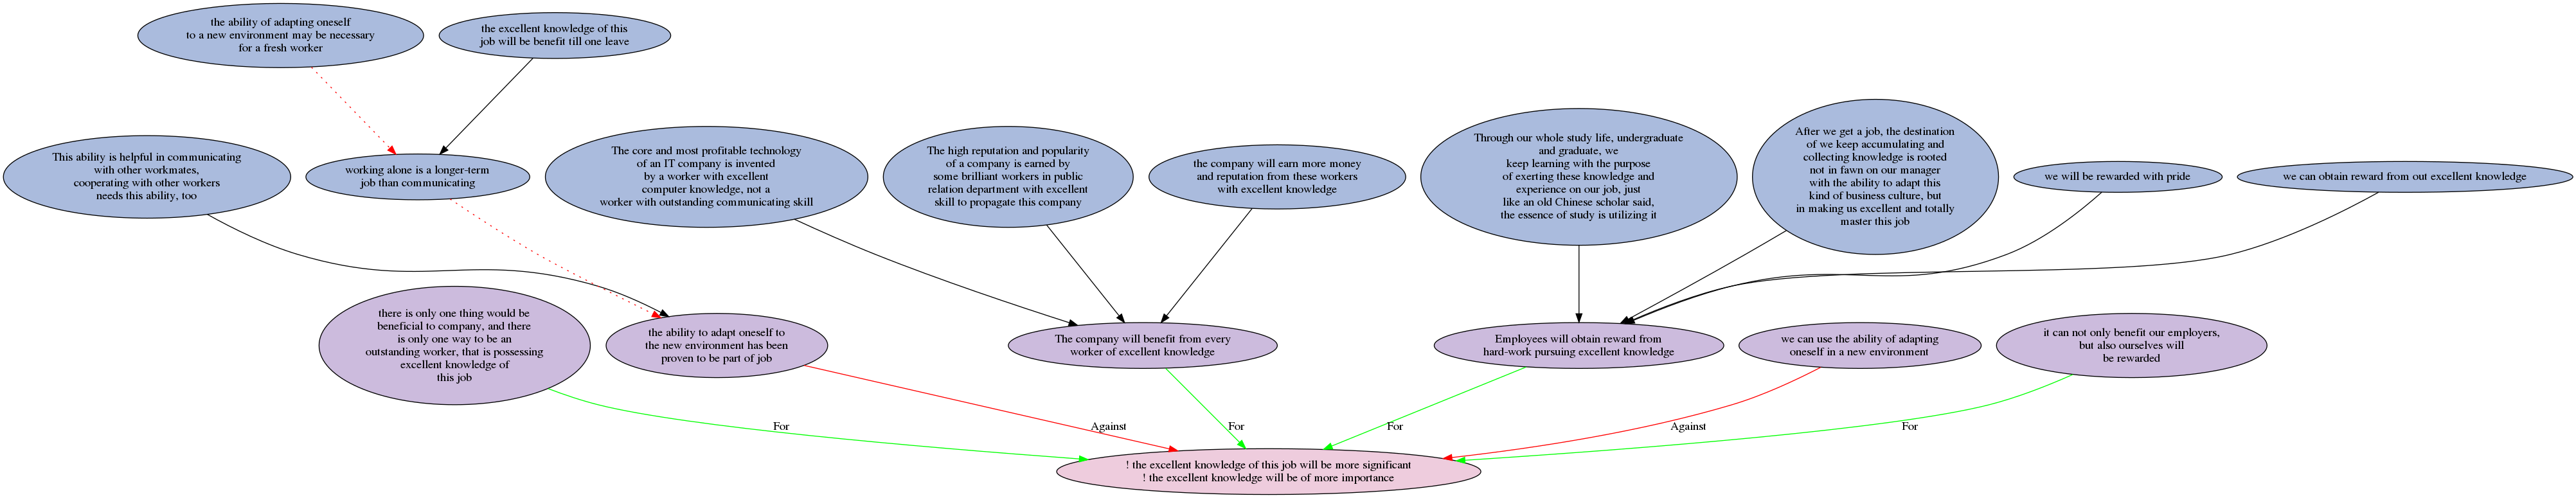 the ability of adapting oneself
to a new environment may be necessary
for a fresh worker
the excellent knowledge of this
job will be benefit till one leave
This ability is helpful in communicating
with other workmates,
cooperating with other workers
needs this ability, too
working alone is a longer-term
job than communicating
The core and most profitable technology
of an IT company is invented
by a worker with excellent
computer knowledge, not a
worker with outstanding communicating skill
The high reputation and popularity
of a company is earned by
some brilliant workers in public
relation department with excellent
skill to propagate this company
the company will earn more money
and reputation from these workers
with excellent knowledge
Through our whole study life, undergraduate
and graduate, we
keep learning with the purpose
of exerting these knowledge and
experience on our job, just
like an old Chinese scholar said,
the essence of study is utilizing it
After we get a job, the destination
of we keep accumulating and
collecting knowledge is rooted
not in fawn on our manager
with the ability to adapt this
kind of business culture, but
in making us excellent and totally
master this job
we will be rewarded with pride
we can obtain reward from out excellent knowledge
there is only one thing would be
beneficial to company, and there
is only one way to be an
outstanding worker, that is possessing
excellent knowledge of
this job
the ability to adapt oneself to
the new environment has been
proven to be part of job
The company will benefit from every
worker of excellent knowledge
Employees will obtain reward from
hard-work pursuing excellent knowledge
we can use the ability of adapting
oneself in a new environment
it can not only benefit our employers,
but also ourselves will
be rewarded
For
Against
For
For
Against
For
! the excellent knowledge of this job will be more significant
! the excellent knowledge will be of more importance